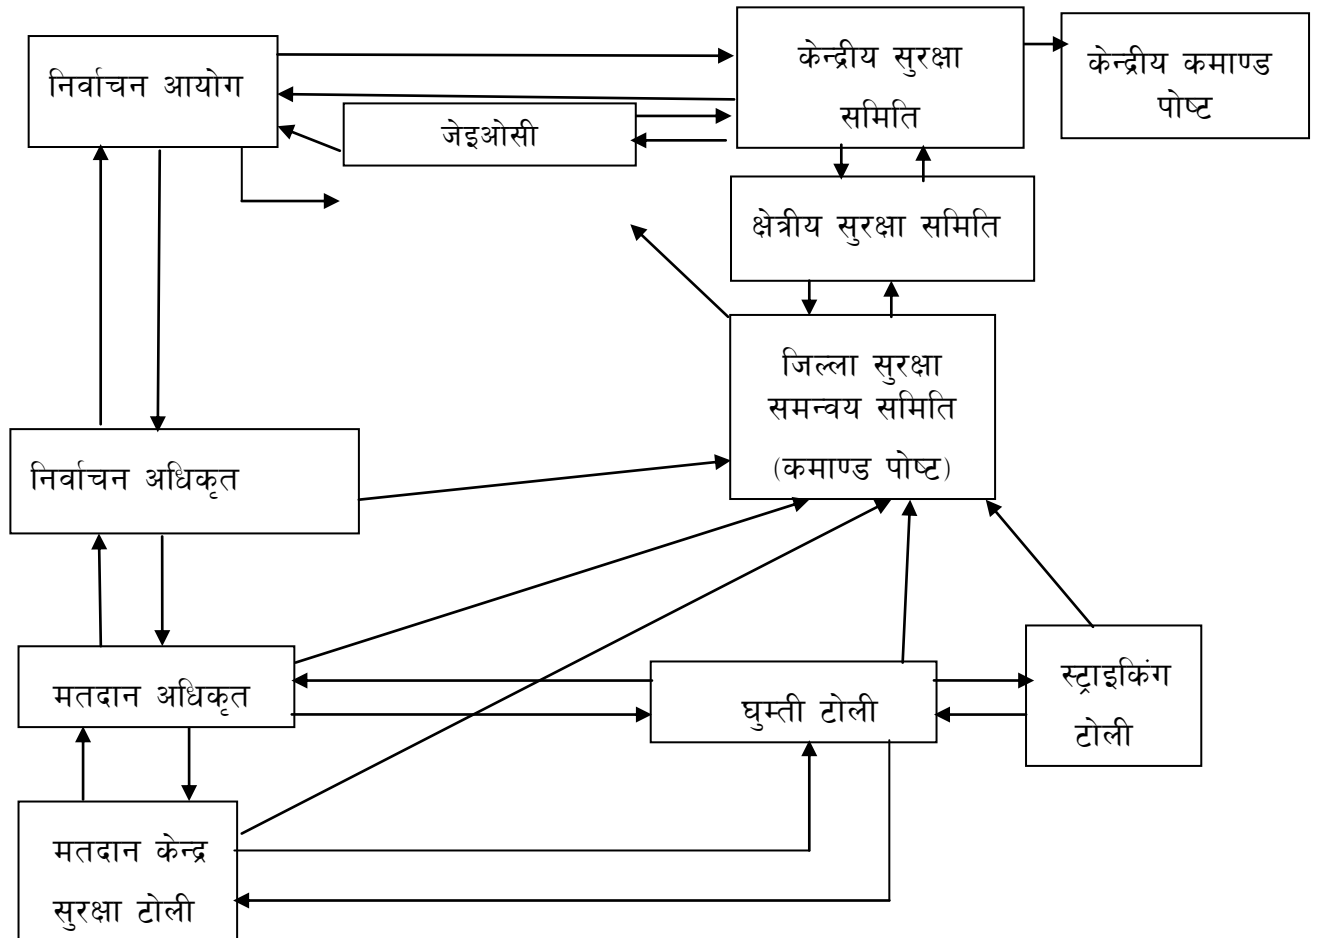 निर्वाचन आयोग
केन्द्रीय सुरक्षा
समिति
केन्द्रीय कमाण्ड
पोष्ट
जेइओसी
क्षेत्रीय सुरक्षा समिति
जिल्ला सुरक्षा
समन्वय समिति
(कमाण्ड पोष्ट)
निर्वाचन अधिकृत
मतदान अधिकृत
घुम्ती टोली
स्ट्राइकिंग
टोली
मतदान केन्द्र
सुरक्षा टोली